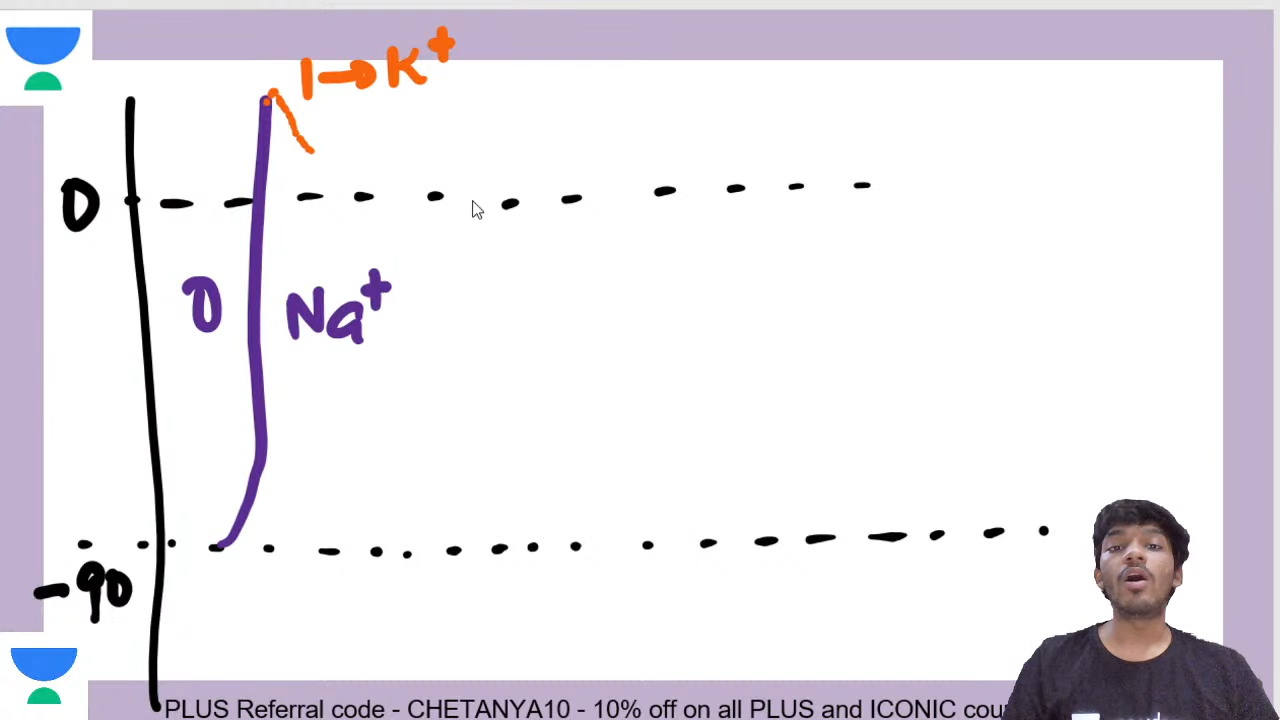 1→K+
0
0 Na+
-90
PLUS Referral code - CHETANYA10 - 10% off on all PLUS and ICONIC cou